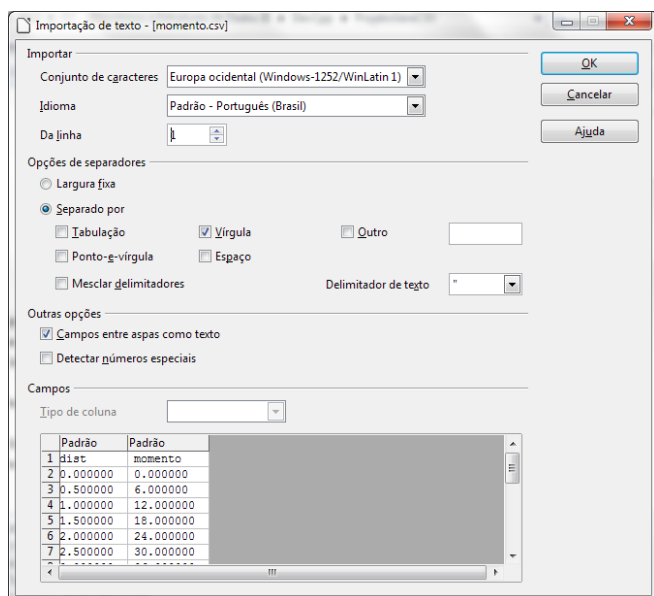 Importação de texto - [momento.csv]
Importar
Conjunto de caracteres Europa ocidental (Windows-1252/WinLatin 1)
Idioma Padrão - Português (Brasil)
Da linha 1
OK
Cancelar
Ajuda
Opções de separadores
Largura fixa
Separado por
Tabulação Vírgula Outro
Ponto-e-vírgula Espaço
Mesclar delimitadores Delimitador de texto "
Outras opções
Campos entre aspas como texto
Detectar números especiais
Campos
Tipo de coluna
Padrão Padrão
1 dist momento
2 0.000000 0.000000
3 0.500000 6.000000
4 1.000000 12.000000
5 1.500000 18.000000
6 2.000000 24.000000
7 2.500000 30.000000